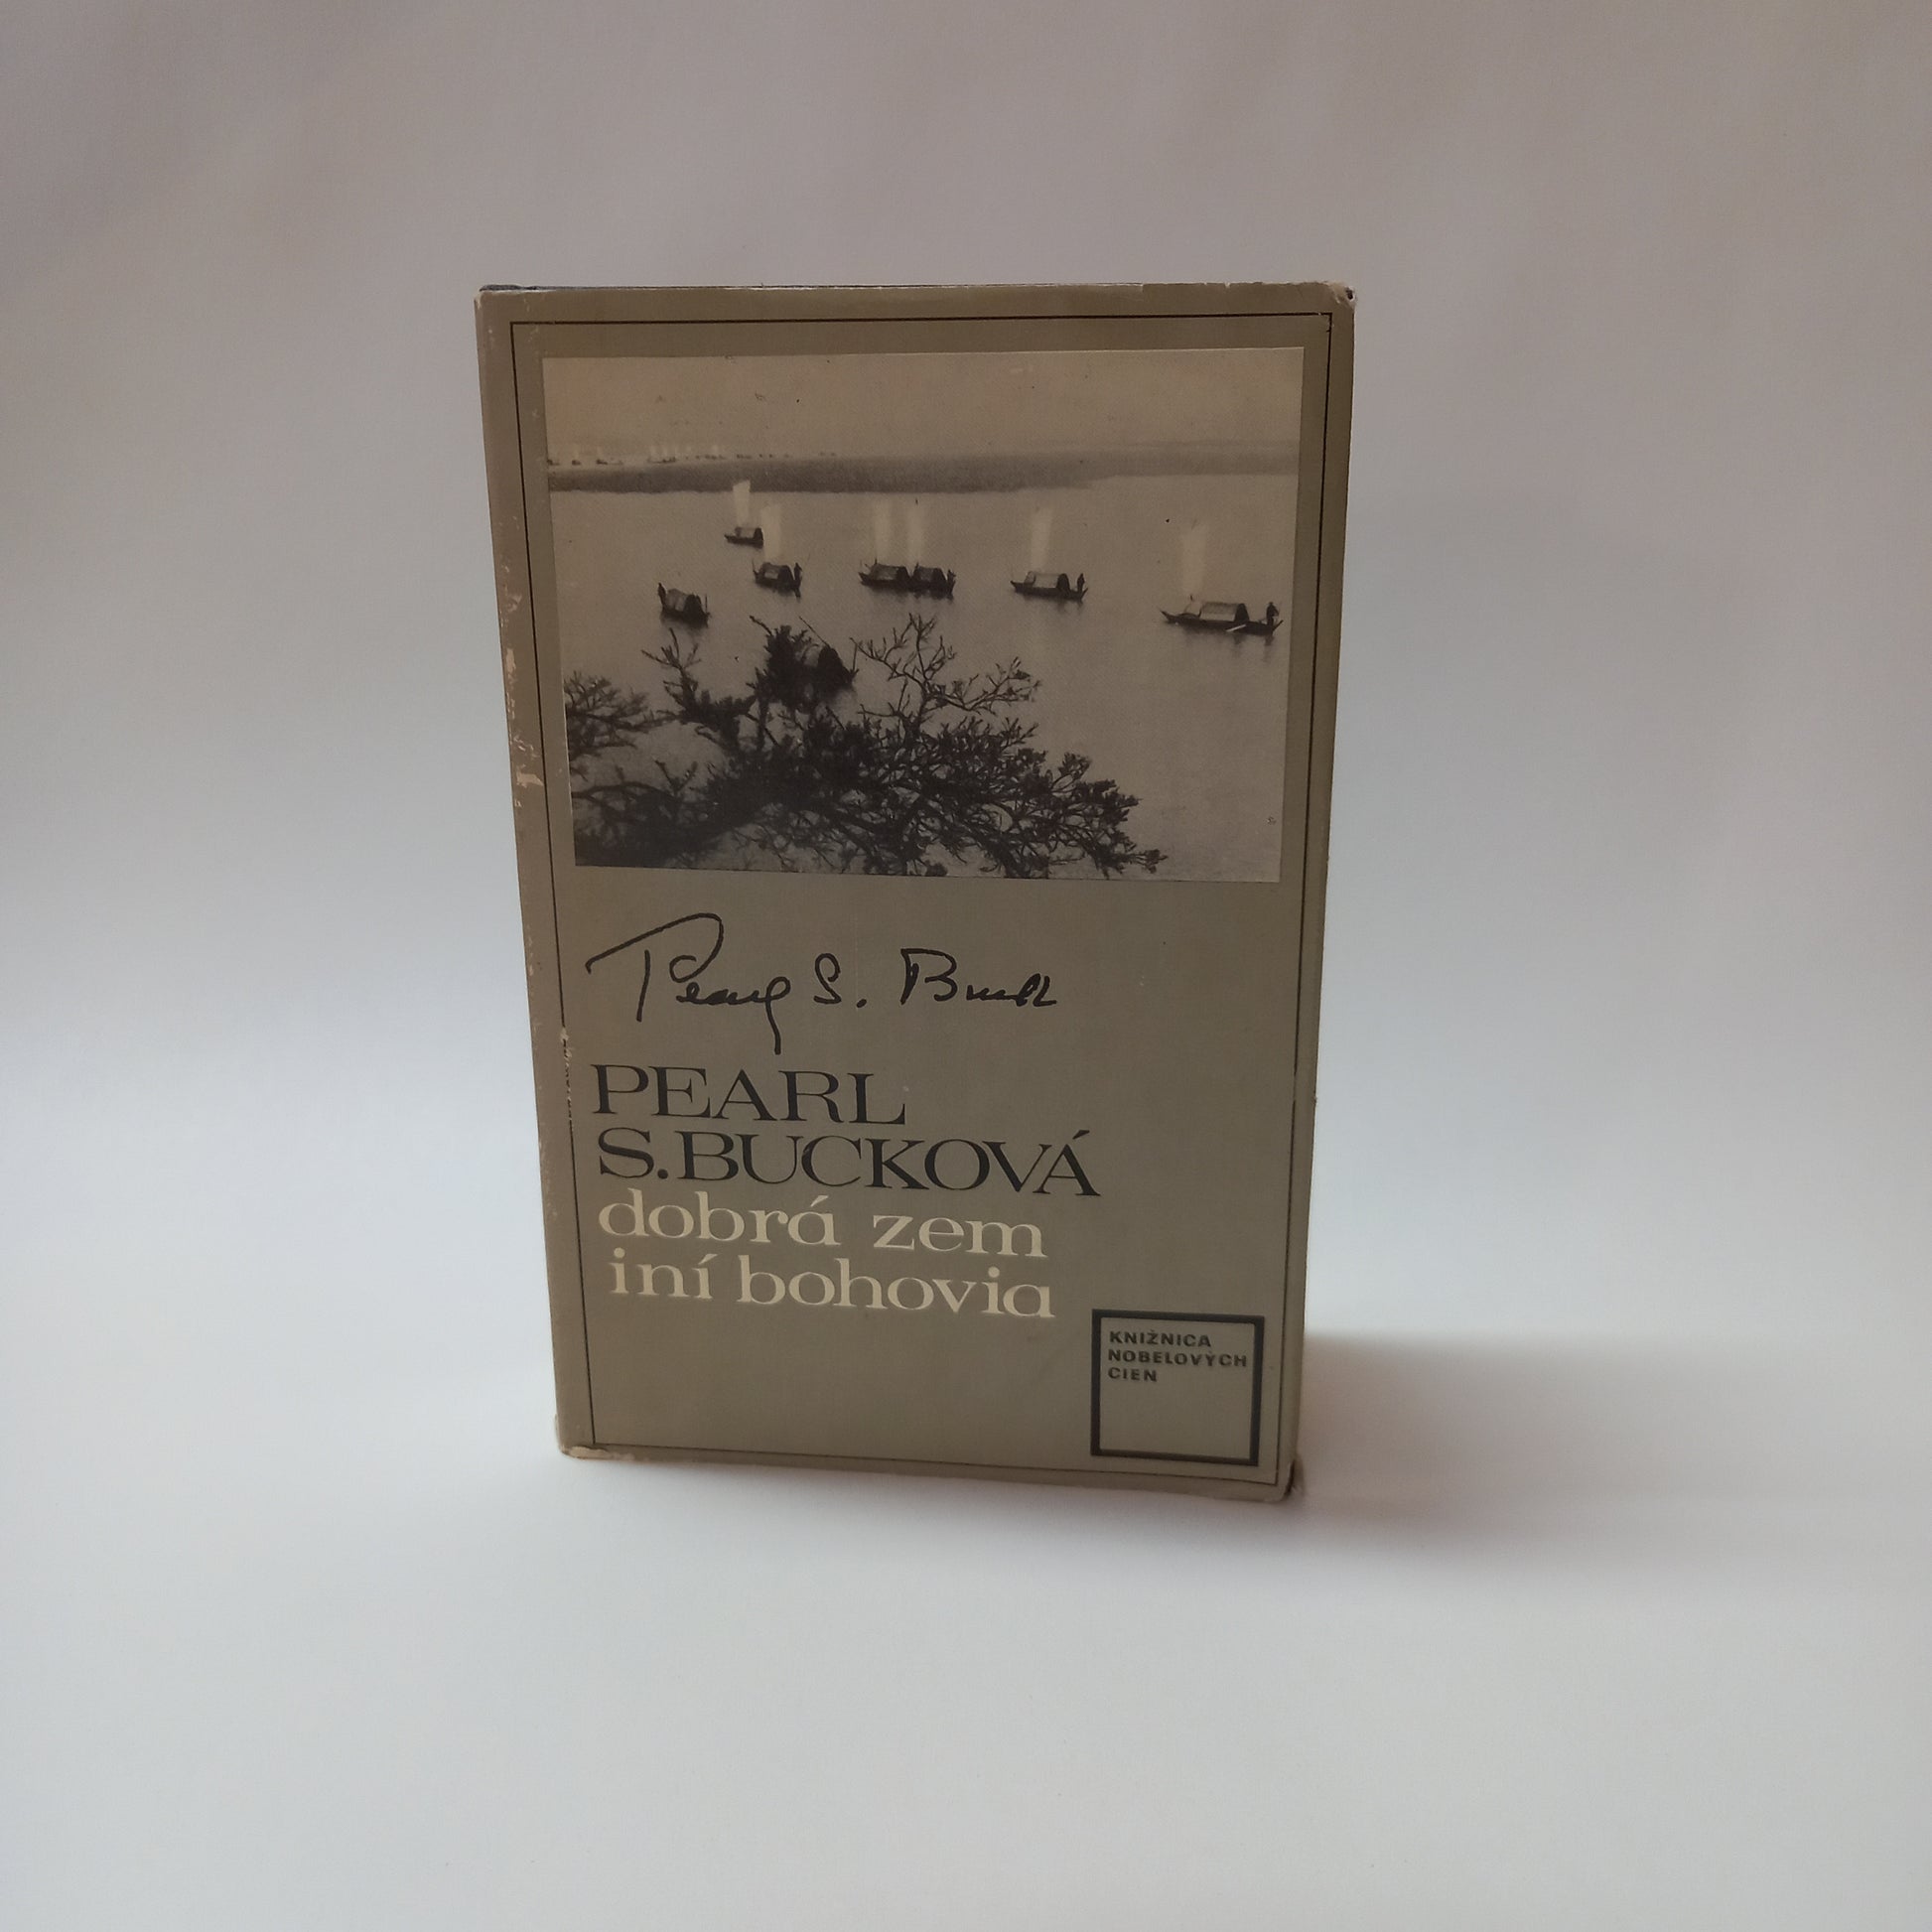 Pearl S. Buck
PEARL
S.BUCKOVÁ
dobrá zem
iní bohovia
KNIŽNICA
NOBELOVÝCH
CIEN